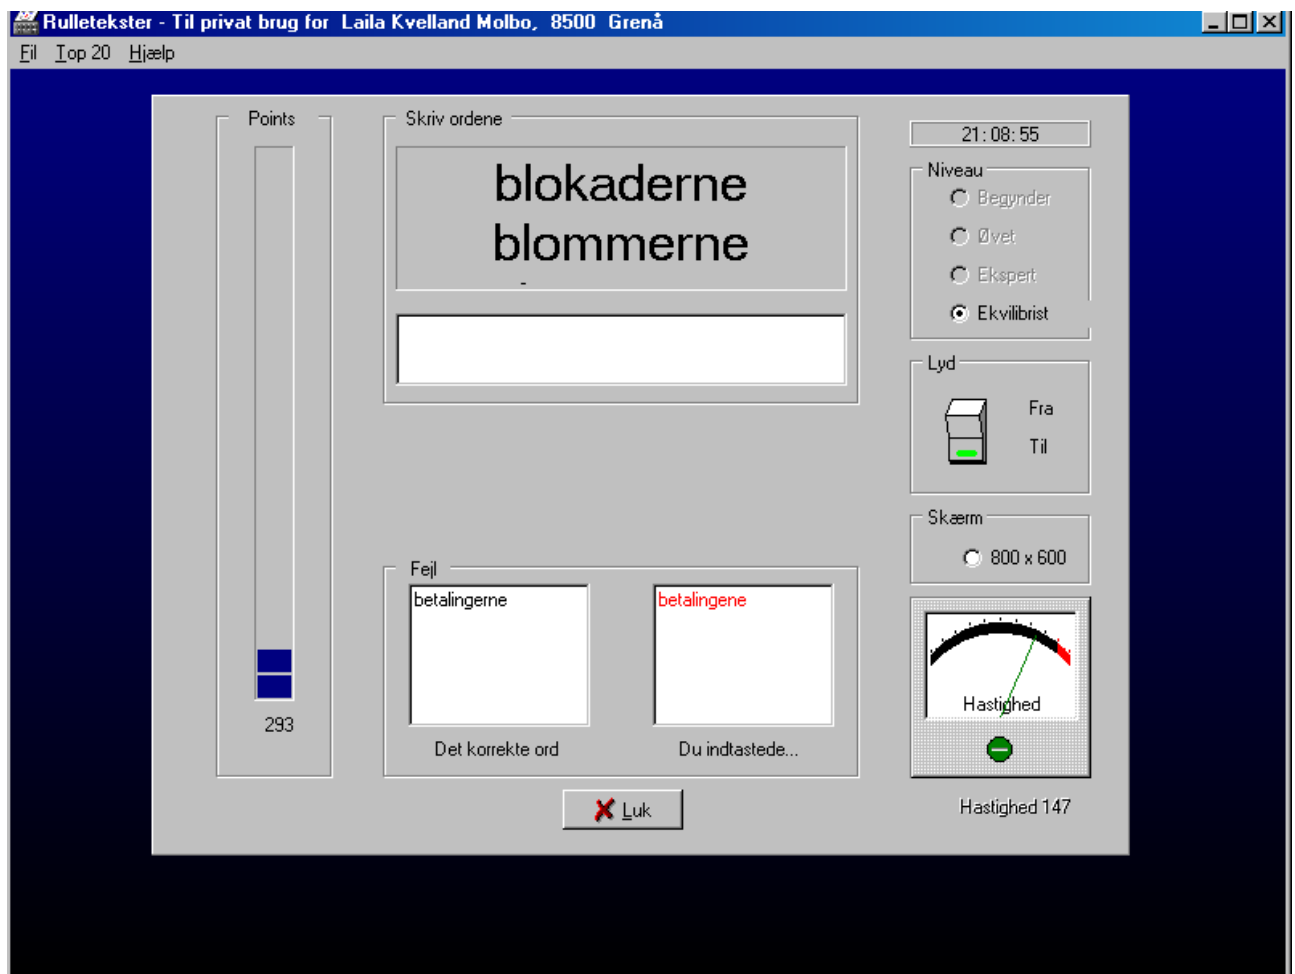 Rulletekster - Til privat brug for Laila Kvelland Molbo, 8500 Grenå
Fil Top 20 Hjælp
Points
293
Skriv ordene
blokaderne
blommerne
Fejl
betalingerne
Det korrekte ord
betalingene
Du indtastede...
Luk
21:08:55
Niveau
Begynder
Øvet
Ekspert
Ekvilibrist
Lyd
Fra
Til
Skærm
800 x 600
Hastighed
Hastighed 147